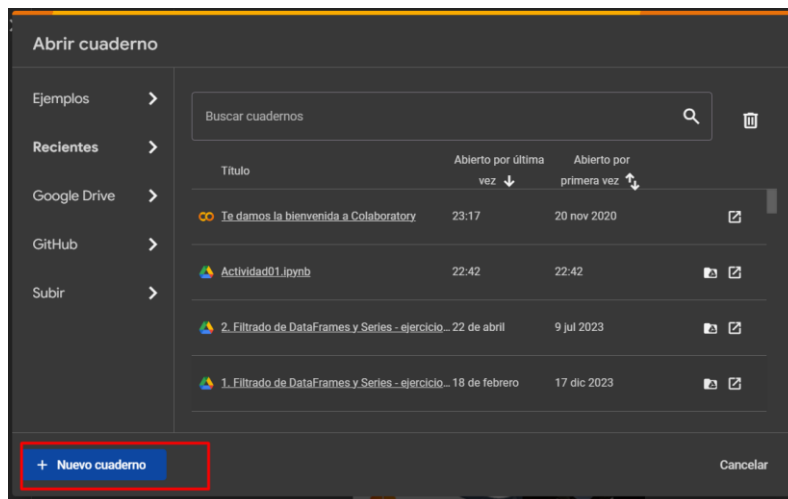 Abrir cuaderno
Ejemplos
Recientes
Google Drive
GitHub
Subir
Buscar cuadernos
Título
Abierto por última
vez
Abierto por
primera vez
Te damos la bienvenida a Colaboratory
23:17
20 nov 2020
Actividad01.ipynb
22:42
22:42
2. Filtrado de DataFrames y Series - ejercicio...
22 de abril
9 jul 2023
1. Filtrado de DataFrames y Series - ejercicio...
18 de febrero
17 dic 2023
+ Nuevo cuaderno
Cancelar